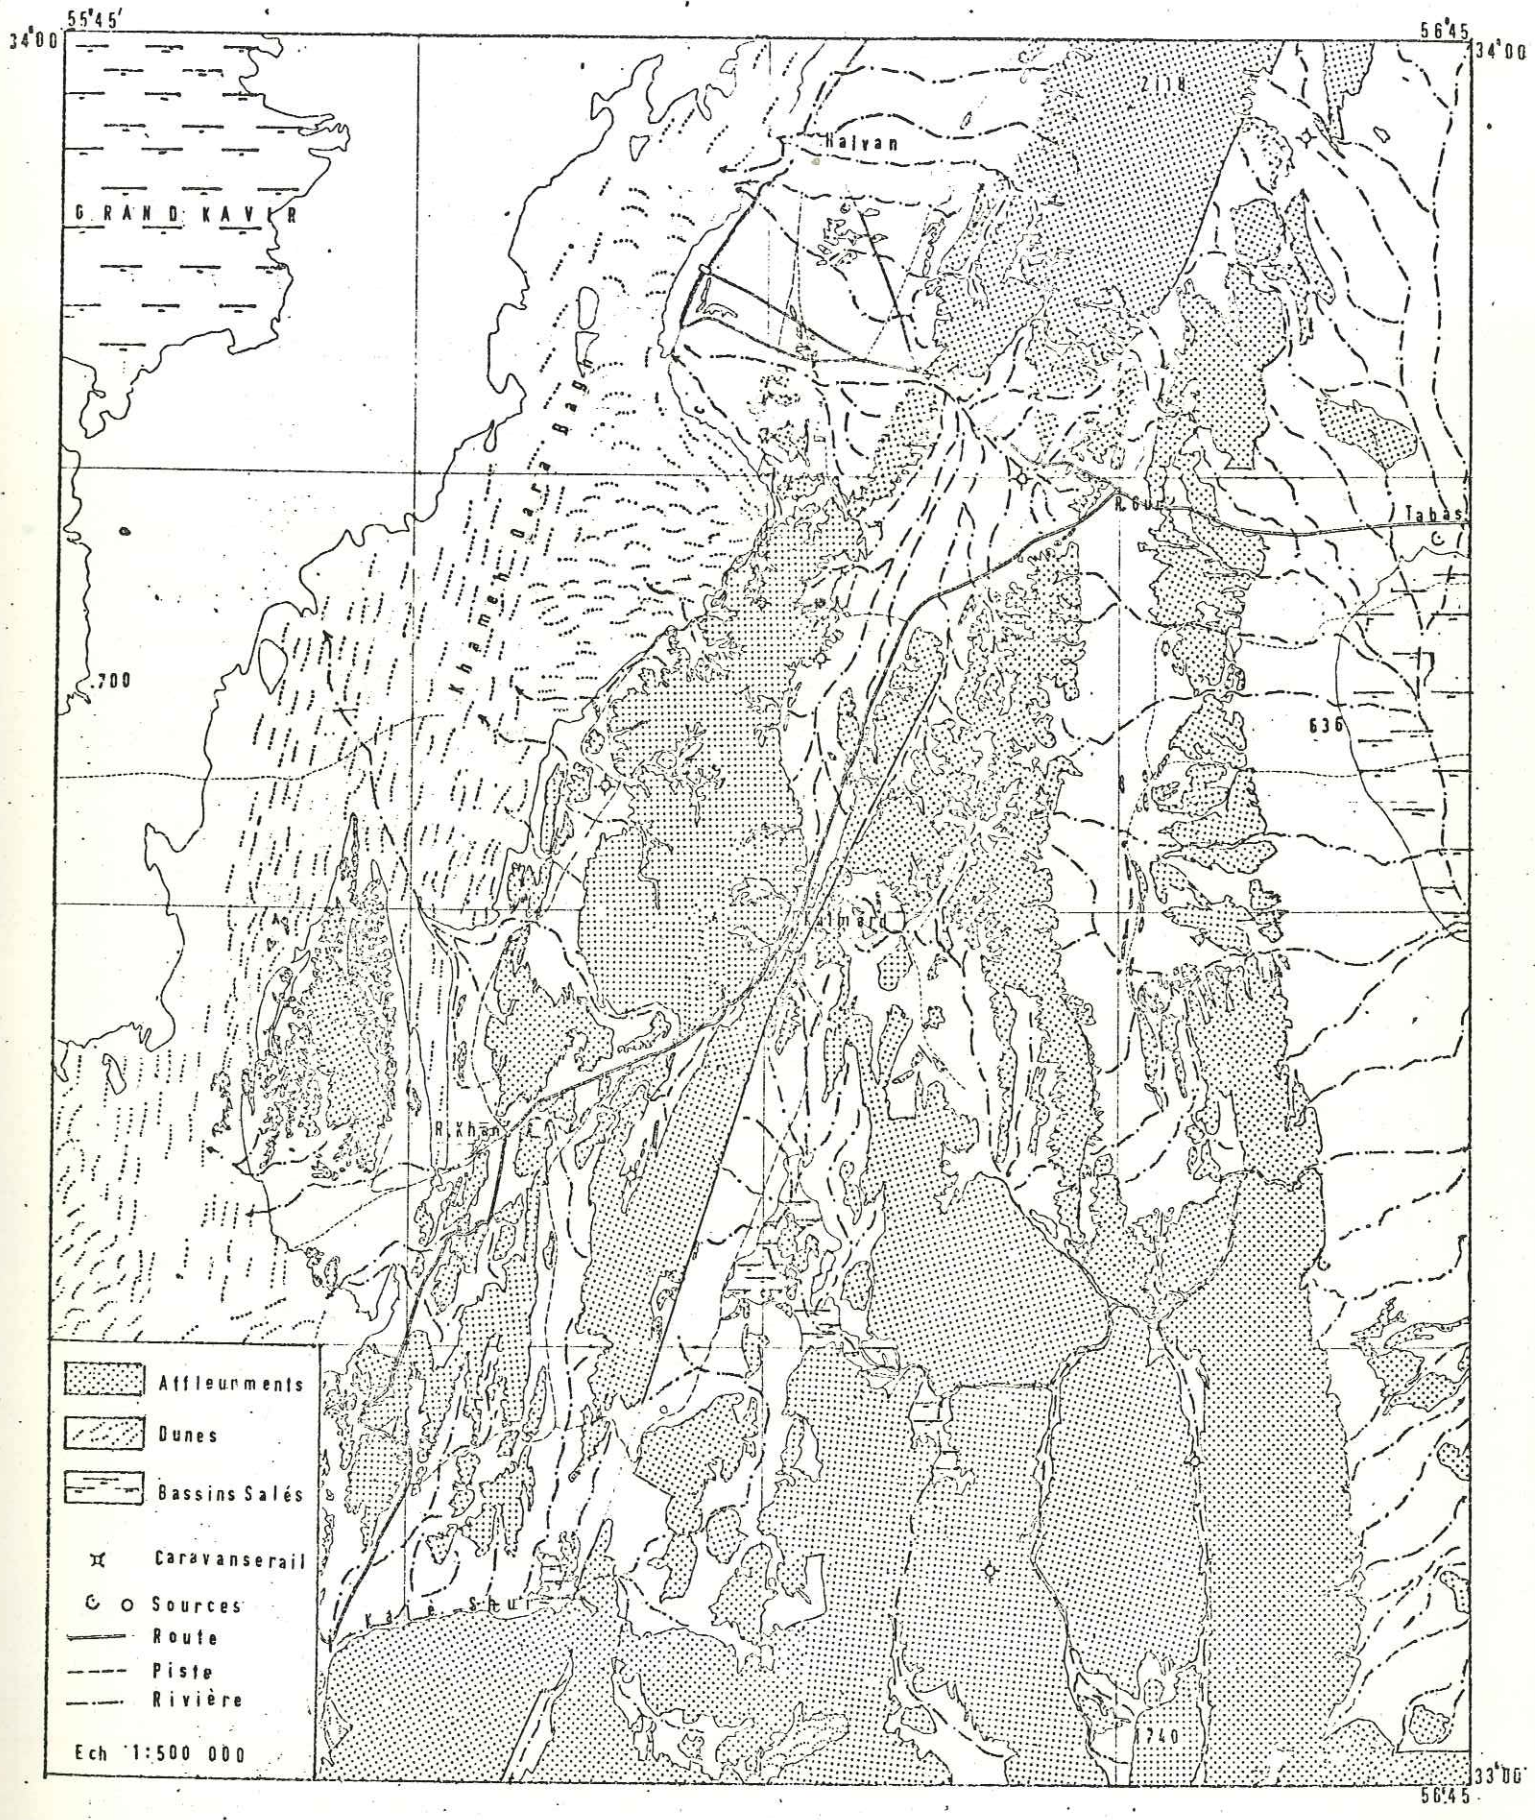 55°45'
56°45
34°00
34°00
2118
Halvan
GRAND KAVIR
Khameh Dara Bagh
Tabas
.700
636
Kalmard
R.Khan
Affleurments
Dunes
Bassins Salés
Caravanserail
Sources
Route
Kal-è-Shur
Piste
Rivière
1740
Ech 1:500 000
33°00'
56°45